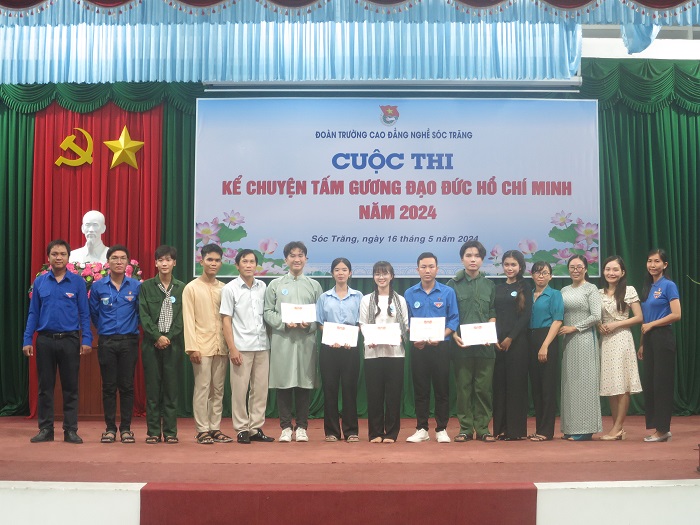 ĐOÀN TRƯỜNG CAO ĐẲNG NGHỀ SÓC TRĂNG
CUỘC THI
KỂ CHUYỆN TẤM GƯƠNG ĐẠO ĐỨC HỒ CHÍ MINH
NĂM 2024
Sóc Trăng, ngày 16 tháng 5 năm 2024